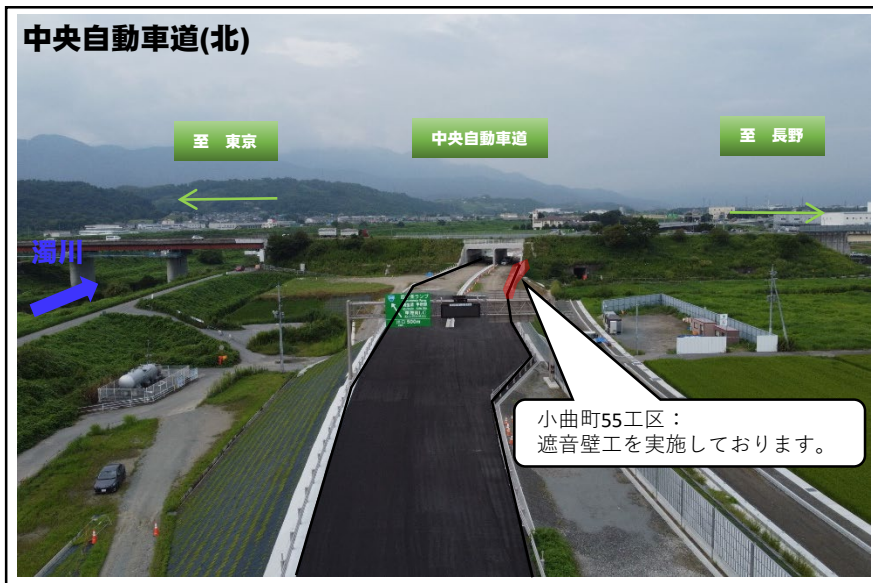 中央自動車道(北)
至 東京
中央自動車道
至 長野
濁川
500m
小曲町55工区：
遮音壁工を実施しております。